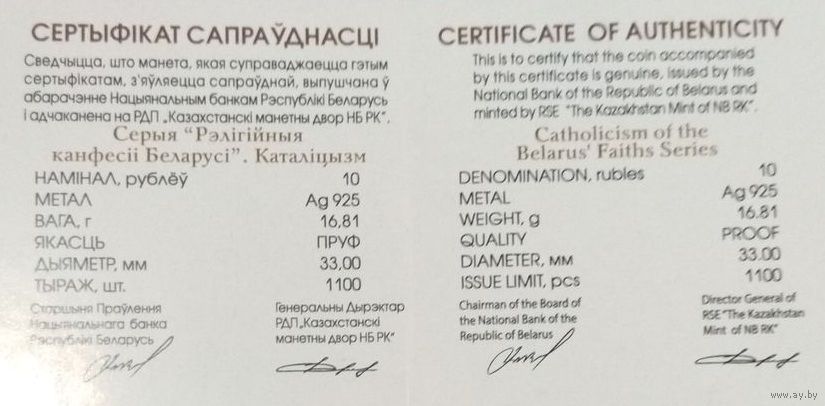 СЕРТЫФІКАТ САПРАЎДНАСЦІ
Сведчыцца, што манета, якая суправаджаецца гэтым
сертыфікатам, з'яўляецца сапраўднай, выпушчана ў
абарачэнне Нацыянальным банкам Рэспублікі Беларусь
і адчаканена на РДП „Казахстанскі манетны двор НБ РК".
Серыя "Рэлігійныя
канфесіі Беларусі". Каталіцызм
НАМІНАЛ, рублёў 10
МЕТАЛ Ag 925
ВАГА, г 16,81
ЯКАСЦЬ ПРУФ
ДЫЯМЕТР, мм 33,00
ТЫРАЖ, шт. 1100
Старшыня Праўлення
Нацыянальнага банка
Рэспублікі Беларусь
Генеральны Дырэктар
РДП„Казахстанскі
манетны двор НБ РК"
CERTIFICATE OF AUTHENTICITY
This is to certify that the coin accompanied
by this certificate is genuine, issued by the
National Bank of the Republic of Belarus and
minted by RSE "The Kazakhstan Mint of NB RK".
Catholicism of the
Belarus' Faiths Series
DENOMINATION, rubles 10
METAL Ag 925
WEIGHT, g 16.81
QUALITY PROOF
DIAMETER, мм 33.00
ISSUE LIMIT, pcs 1100
Chairman of the Board of
the National Bank of the
Republic of Belarus
Director General of
RSE "The Kazakhstan
Mint of NB RK"
www.ay.by